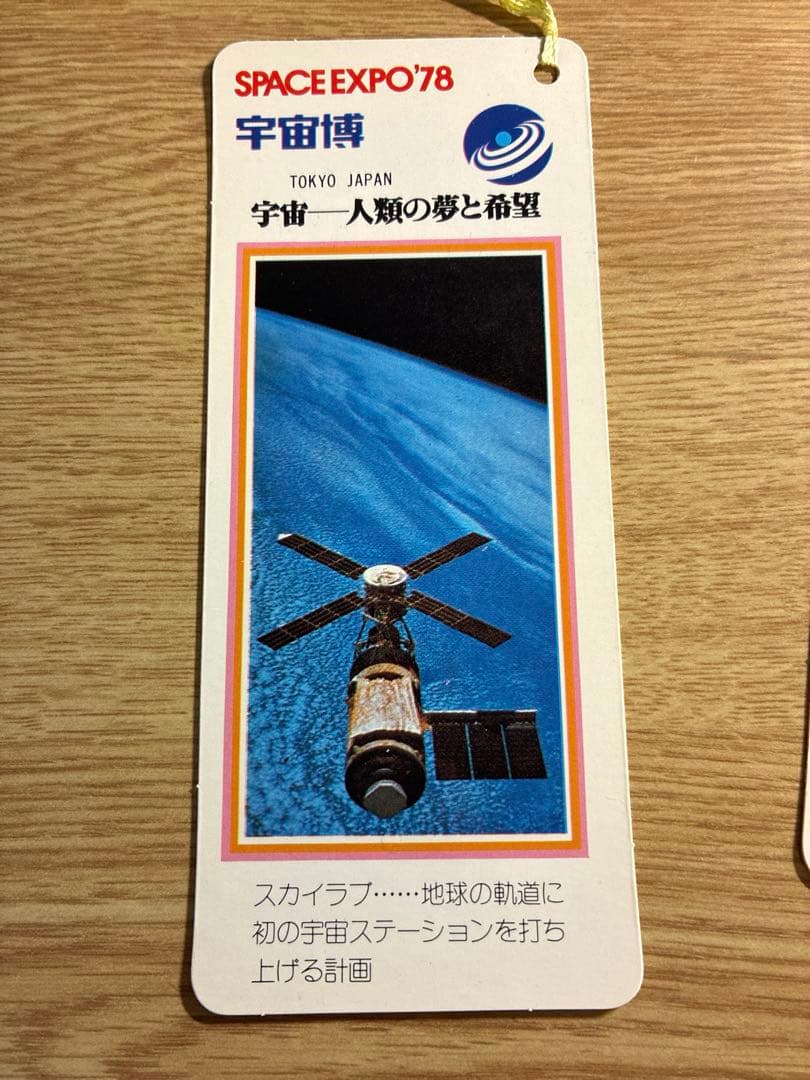 SPACE EXPO'78
宇宙博
TOKYO JAPAN
宇宙──人類の夢と希望
スカイラブ……地球の軌道に
初の宇宙ステーションを打ち
上げる計画